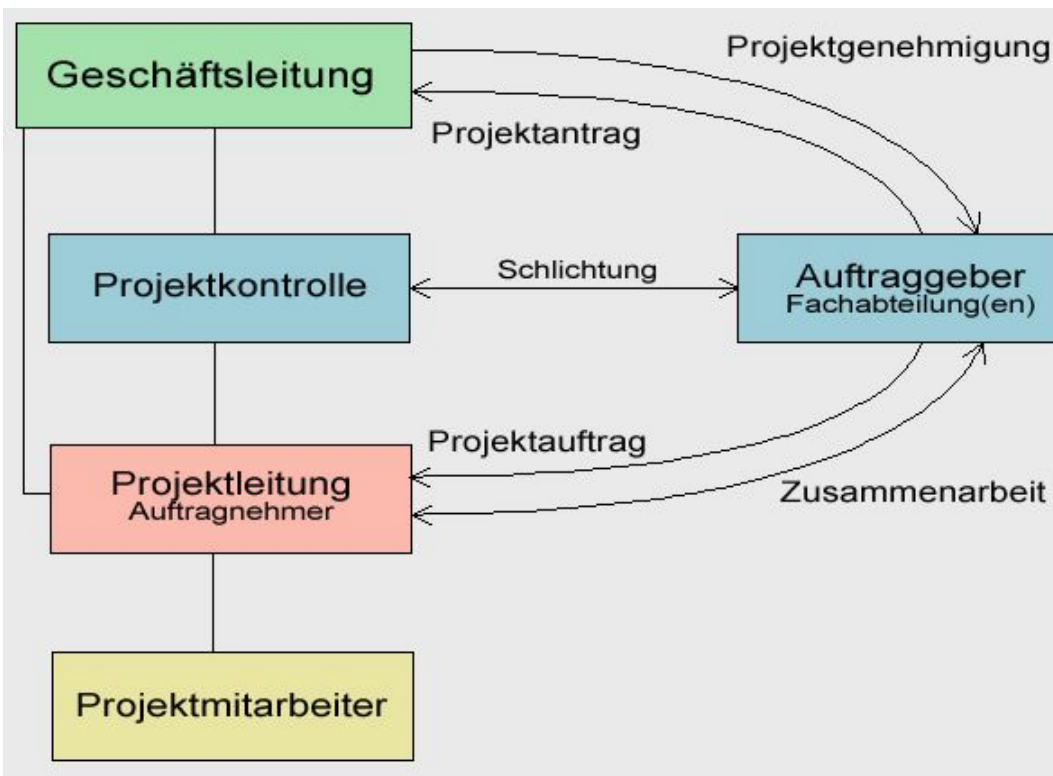 Geschäftsleitung
Projektgenehmigung
Projektantrag
Projektkontrolle
Schlichtung
Auftraggeber
Fachabteilung(en)
Projektauftrag
Projektleitung
Auftragnehmer
Zusammenarbeit
Projektmitarbeiter